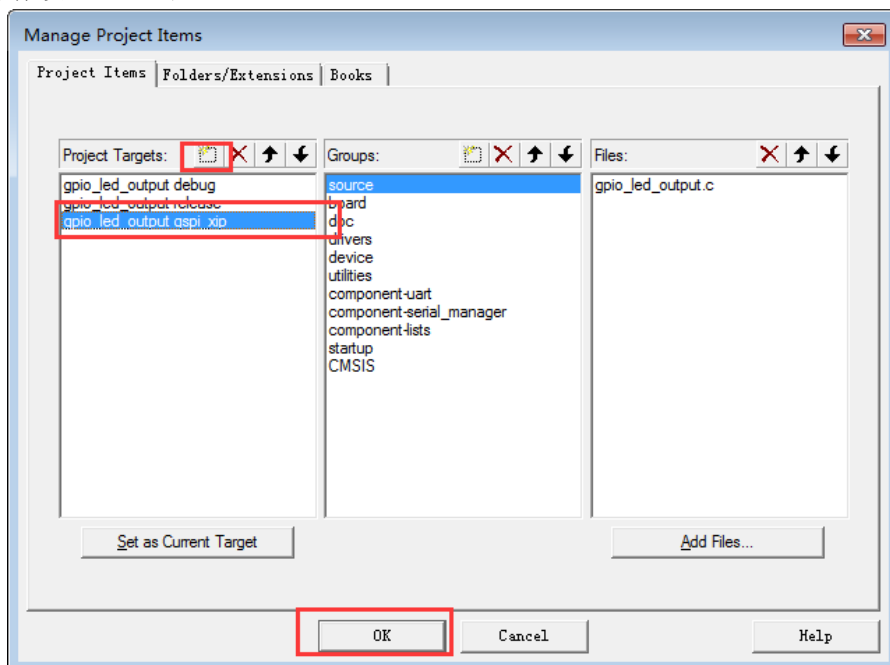 Manage Project Items
Project Items Folders/Extensions Books
Project Targets:
gpio_led_output debug
gpio_led_output release
gpio_led_output qspi_xip
Set as Current Target
Groups:
source
board
doc
drivers
device
utilities
component-uart
component-serial_manager
component-lists
startup
CMSIS
Files:
gpio_led_output.c
Add Files...
OK Cancel Help